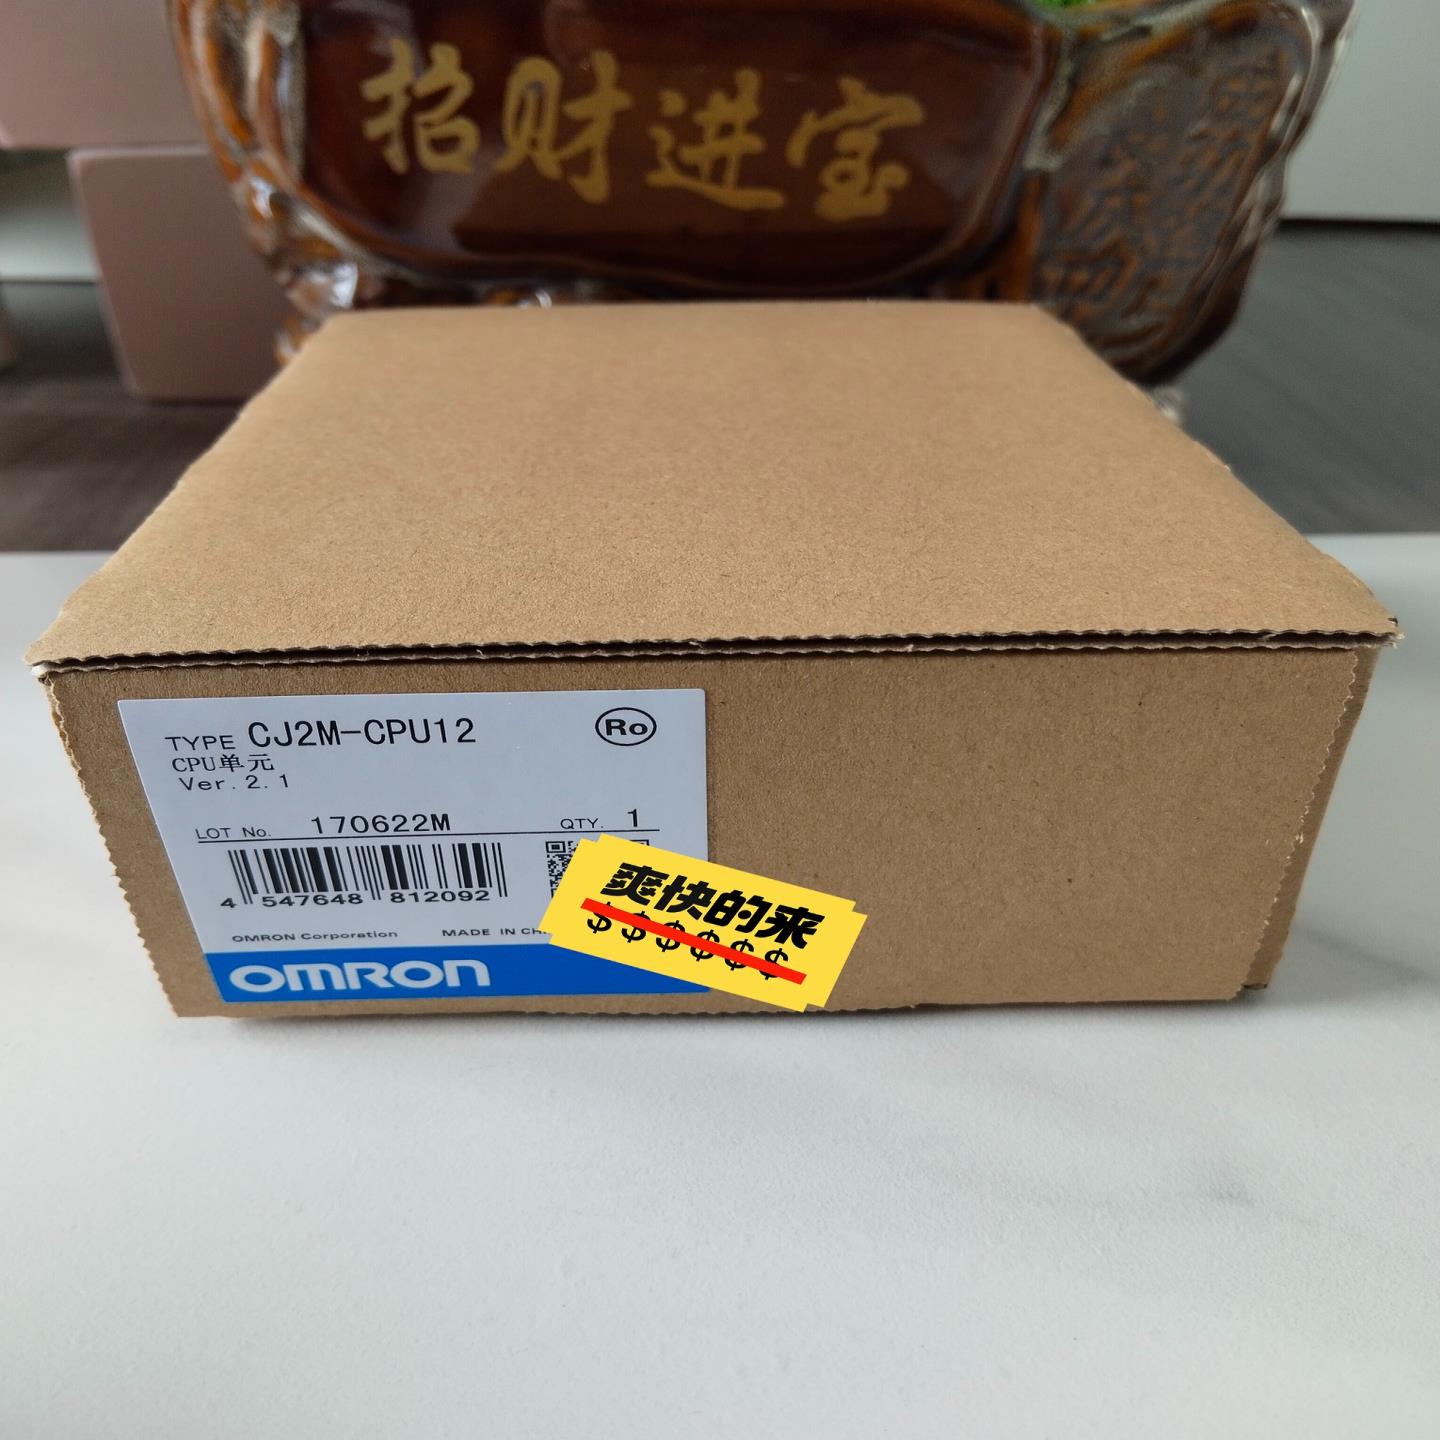 招财进宝
TYPE CJ2M-CPU12
Ro
CPU单元
Ver.2.1
LOT No. 170622M QTY. 1
4 547648 812092
OMRON Corporation MADE IN
OMRON
爽快的来
$$$$$$